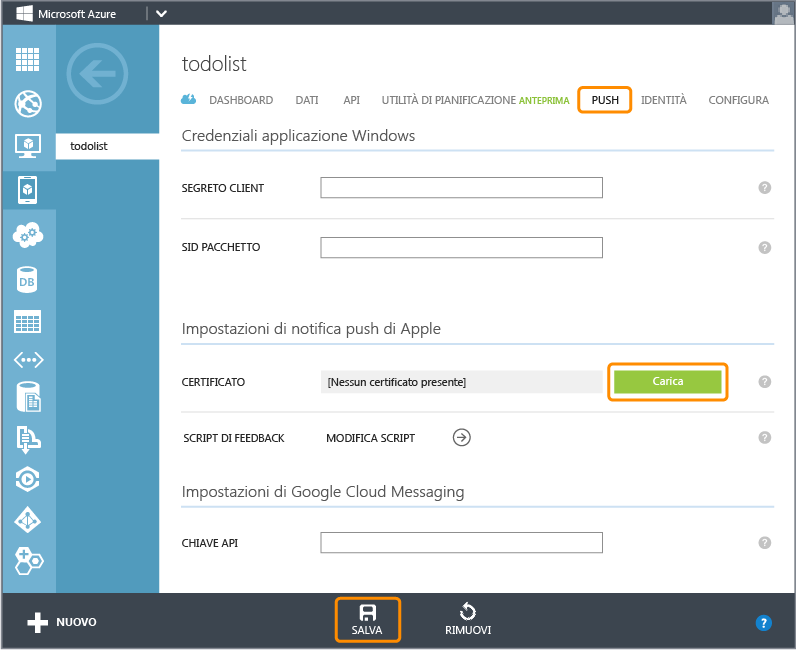 Microsoft Azure
todolist
todolist
DASHBOARD DATI API UTILITÀ DI PIANIFICAZIONE ANTEPRIMA PUSH IDENTITÀ CONFIGURA
Credenziali applicazione Windows
SEGRETO CLIENT
?
SID PACCHETTO
?
Impostazioni di notifica push di Apple
CERTIFICATO [Nessun certificato presente] Carica
?
SCRIPT DI FEEDBACK MODIFICA SCRIPT
?
Impostazioni di Google Cloud Messaging
CHIAVE API
?
DB
NUOVO SALVA RIMUOVI ?